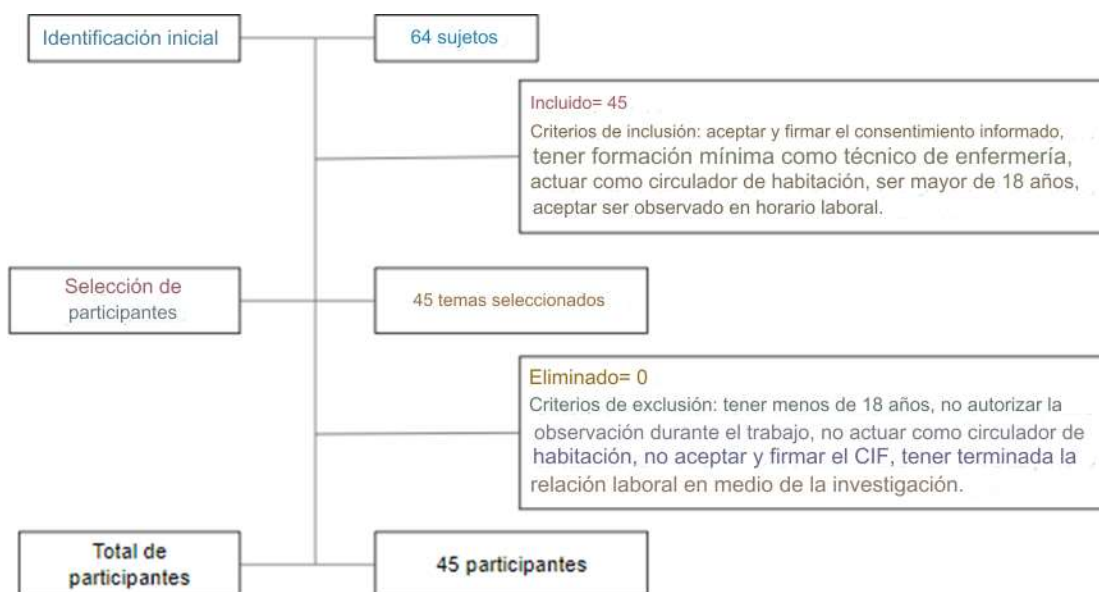 Identificación inicial
64 sujetos
Incluido= 45
Criterios de inclusión: aceptar y firmar el consentimiento informado,
tener formación mínima como técnico de enfermería,
actuar como circulador de habitación, ser mayor de 18 años,
aceptar ser observado en horario laboral.
Selección de
participantes
45 temas seleccionados
Eliminado= 0
Criterios de exclusión: tener menos de 18 años, no autorizar la
observación durante el trabajo, no actuar como circulador de
habitación, no aceptar y firmar el CIF, tener terminada la
relación laboral en medio de la investigación.
Total de
participantes
45 participantes